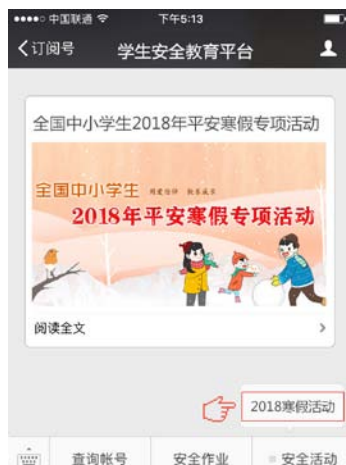 中国联通 下午5:13
订阅号 学生安全教育平台
全国中小学生2018年平安寒假专项活动
全国中小学生
2018年平安寒假专项活动
阅读全文
2018寒假活动
查询帐号 安全作业 安全活动